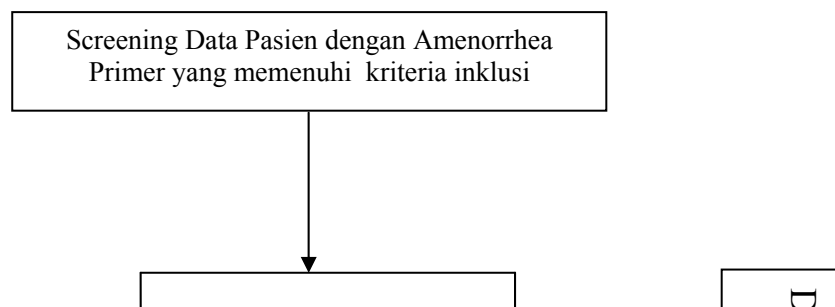 Screening Data Pasien dengan Amenorrhea
Primer yang memenuhi kriteria inklusi
D